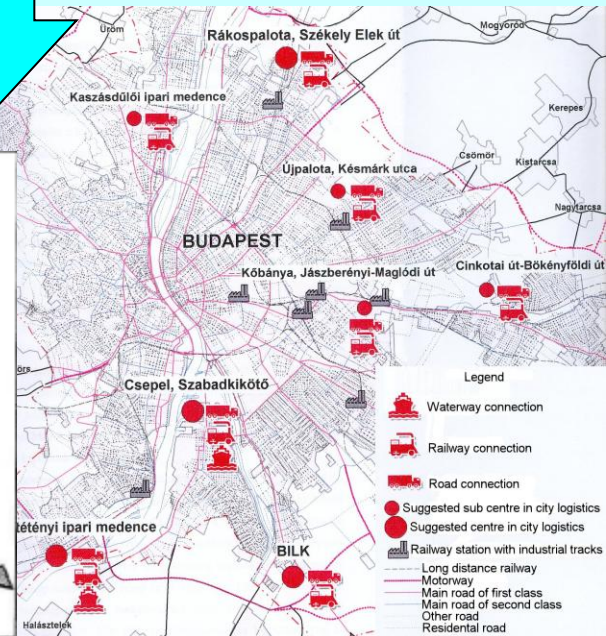 Üröm
Mogyoród
Rákospalota, Székely Elek út
Kaszásdűlői ipari medence
Kerepes
Csömör
Kistarcsa
Újpalota, Késmárk utca
Nagytarcsa
BUDAPEST
Cinkotai út-Bökényföldi út
Kőbánya, Jászberényi-Maglódi út
Csepel, Szabadkikötő
tétényi ipari medence
BILK
Halásztelek
Legend
Waterway connection
Railway connection
Road connection
Suggested sub centre in city logistics
Suggested centre in city logistics
Railway station with industrial tracks
Long distance railway
Motorway
Main road of first class
Main road of second class
Other road
Residental road